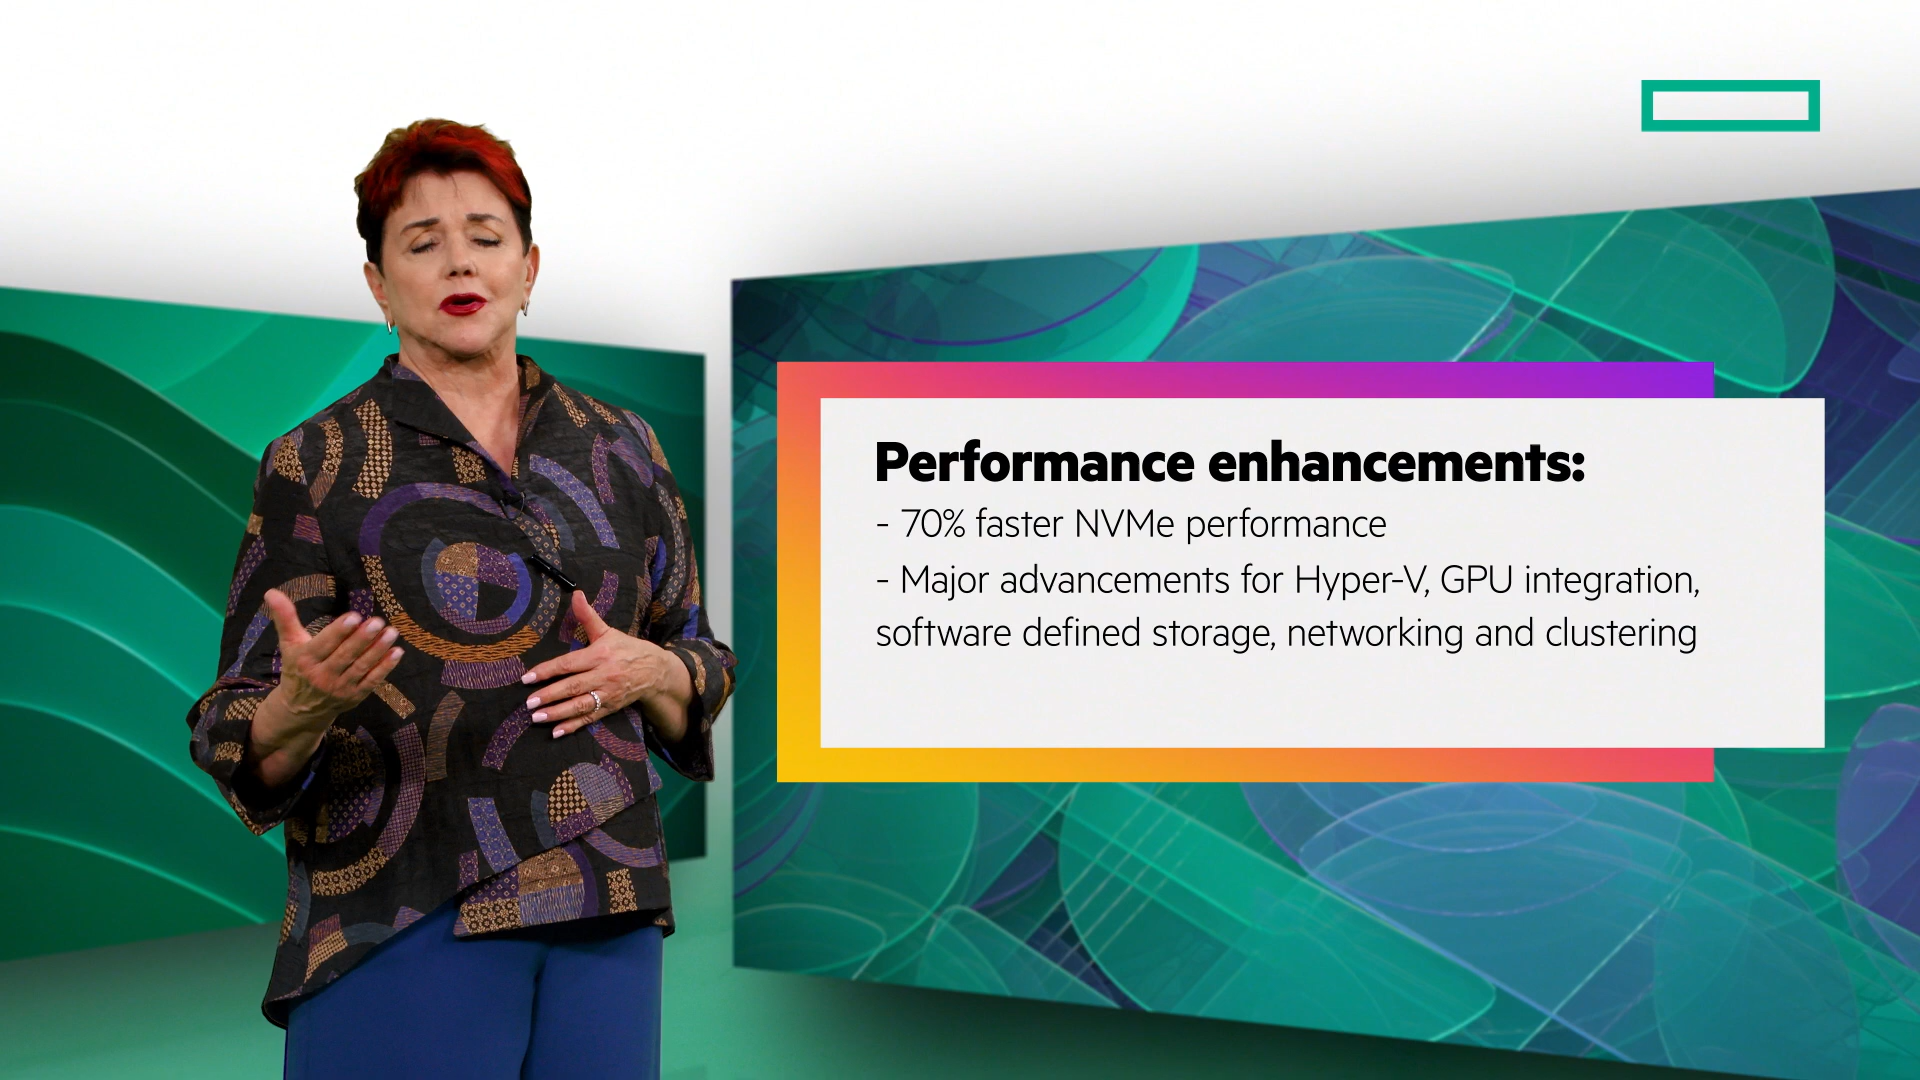 Performance enhancements:
- 70% faster NVMe performance
- Major advancements for Hyper-V, GPU integration,
software defined storage, networking and clustering